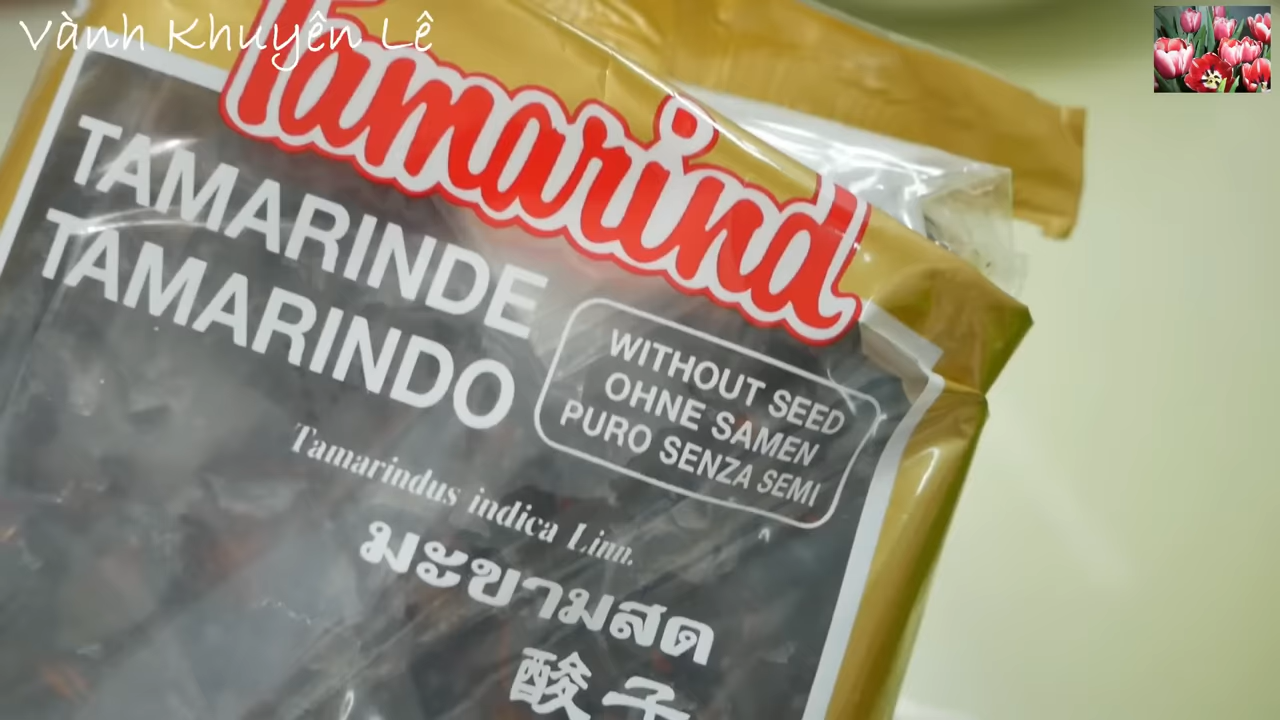 Vành Khuyên Lê
Tamarind
TAMARINDE
TAMARINDO
WITHOUT SEED
OHNE SAMEN
PURO SENZA SEMI
Tamarindus indica Linn.
มะขามสด
酸子